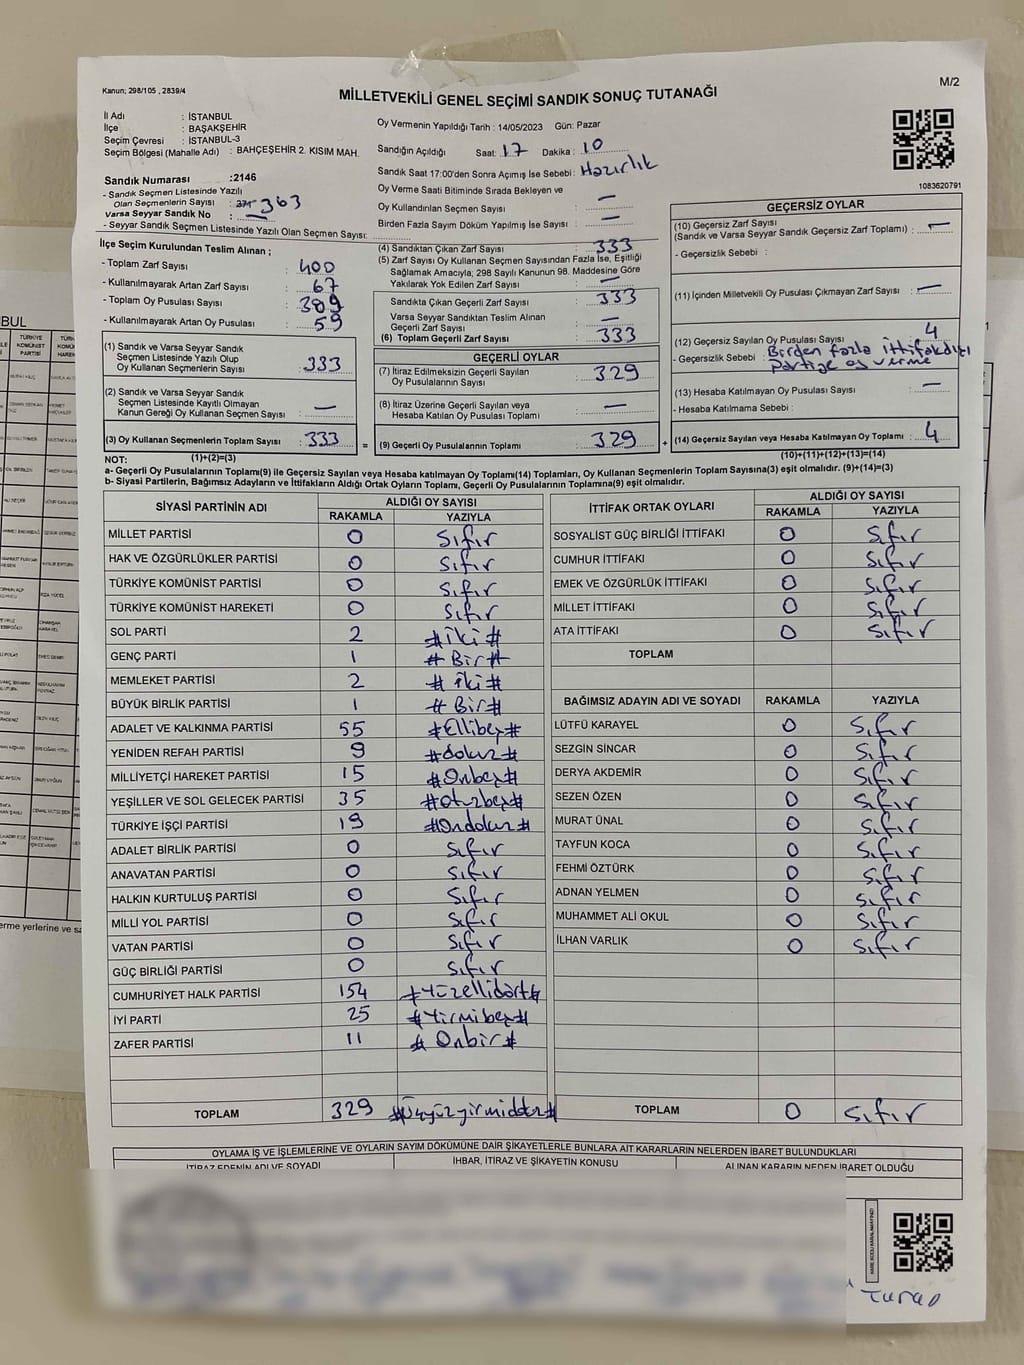 Kanun; 298/105 , 2839/4
M/2
MİLLETVEKİLİ GENEL SEÇİMİ SANDIK SONUÇ TUTANAĞI
İl Adı : İSTANBUL
İlçe : BAŞAKŞEHİR
Seçim Çevresi : İSTANBUL-3
Seçim Bölgesi (Mahalle Adı) : BAHÇEŞEHİR 2. KISIM MAH.
Sandık Numarası :2146
- Sandık Seçmen Listesinde Yazılı
Olan Seçmenlerin Sayısı : 371 363
Varsa Seyyar Sandık No : —
- Seyyar Sandık Seçmen Listesinde Yazılı Olan Seçmen Sayısı:
Oy Vermenin Yapıldığı Tarih : 14/05/2023 Gün: Pazar
Sandığın Açıldığı Saat: 17 Dakika : 10
Sandık Saat 17:00'den Sonra Açımış İse Sebebi : Hazırlık
Oy Verme Saati Bitiminde Sırada Bekleyen ve
Oy Kullandırılan Seçmen Sayısı : —
Birden Fazla Sayım Döküm Yapılmış İse Sayısı : —
1083620791
İlçe Seçim Kurulundan Teslim Alınan ;
- Toplam Zarf Sayısı : 400
- Kullanılmayarak Artan Zarf Sayısı : 67
- Toplam Oy Pusulası Sayısı : 389
- Kullanılmayarak Artan Oy Pusulası : 59
(1) Sandık ve Varsa Seyyar Sandık
Seçmen Listesinde Yazılı Olup
Oy Kullanan Seçmenlerin Sayısı : 333
(2) Sandık ve Varsa Seyyar Sandık
Seçmen Listesinde Kayıtlı Olmayan
Kanun Gereği Oy Kullanan Seçmen Sayısı : —
(3) Oy Kullanan Seçmenlerin Toplam Sayısı : 333 =
(1)+(2)=(3)
(4) Sandıktan Çıkan Zarf Sayısı : 333
(5) Zarf Sayısı Oy Kullanan Seçmen Sayısından Fazla İse, Eşitliği
Sağlamak Amacıyla; 298 Sayılı Kanunun 98. Maddesine Göre
Yakılarak Yok Edilen Zarf Sayısı : —
Sandıkta Çıkan Geçerli Zarf Sayısı : 333
Varsa Seyyar Sandıktan Teslim Alınan
Geçerli Zarf Sayısı : —
(6) Toplam Geçerli Zarf Sayısı : 333
GEÇERLİ OYLAR
(7) İtiraz Edilmeksizin Geçerli Sayılan
Oy Pusulalarının Sayısı : 329
(8) İtiraz Üzerine Geçerli Sayılan veya
Hesaba Katılan Oy Pusulası Toplamı : —
(9) Geçerli Oy Pusulalarının Toplamı : 329 +
GEÇERSİZ OYLAR
(10) Geçersiz Zarf Sayısı
(Sandık ve Varsa Seyyar Sandık Geçersiz Zarf Toplamı) : —
- Geçersizlik Sebebi :
(11) İçinden Milletvekili Oy Pusulası Çıkmayan Zarf Sayısı : —
(12) Geçersiz Sayılan Oy Pusulası Sayısı : 4
- Geçersizlik Sebebi : Birden fazla ittifakdışı
Partiye oy verme
(13) Hesaba Katılmayan Oy Pusulası Sayısı : —
- Hesaba Katılmama Sebebi :
(14) Geçersiz Sayılan veya Hesaba Katılmayan Oy Toplamı : 4
(10)+(11)+(12)+(13)=(14)
NOT:
a- Geçerli Oy Pusulalarının Toplamı(9) ile Geçersiz Sayılan veya Hesaba katılmayan Oy Toplamı(14) Toplamları, Oy Kullanan Seçmenlerin Toplam Sayısına(3) eşit olmalıdır. (9)+(14)=(3)
b- Siyasi Partilerin, Bağımsız Adayların ve İttifakların Aldığı Ortak Oyların Toplamı, Geçerli Oy Pusulalarının Toplamına(9) eşit olmalıdır.
SİYASİ PARTİNİN ADI ALDIĞI OY SAYISI
RAKAMLA YAZIYLA
MİLLET PARTİSİ 0 Sıfır
HAK VE ÖZGÜRLÜKLER PARTİSİ 0 Sıfır
TÜRKİYE KOMÜNİST PARTİSİ 0 Sıfır
TÜRKİYE KOMÜNİST HAREKETİ 0 Sıfır
SOL PARTİ 2 #iki#
GENÇ PARTİ 1 #Bir#
MEMLEKET PARTİSİ 2 #iki#
BÜYÜK BİRLİK PARTİSİ 1 #Bir#
ADALET VE KALKINMA PARTİSİ 55 #Ellibeş#
YENİDEN REFAH PARTİSİ 9 #dokuz#
MİLLİYETÇİ HAREKET PARTİSİ 15 #Onbeş#
YEŞİLLER VE SOL GELECEK PARTİSİ 35 #otuzbeş#
TÜRKİYE İŞÇİ PARTİSİ 19 #Ondokuz#
ADALET BİRLİK PARTİSİ 0 Sıfır
ANAVATAN PARTİSİ 0 Sıfır
HALKIN KURTULUŞ PARTİSİ 0 Sıfır
MİLLİ YOL PARTİSİ 0 Sıfır
VATAN PARTİSİ 0 Sıfır
GÜÇ BİRLİĞİ PARTİSİ 0 Sıfır
CUMHURİYET HALK PARTİSİ 154 #Yüzellidört#
İYİ PARTİ 25 #Yirmibeş#
ZAFER PARTİSİ 11 #Onbir#
TOPLAM 329 #Üçyüzyirmidokuz#
İTTİFAK ORTAK OYLARI ALDIĞI OY SAYISI
RAKAMLA YAZIYLA
SOSYALİST GÜÇ BİRLİĞİ İTTİFAKI 0 Sıfır
CUMHUR İTTİFAKI 0 Sıfır
EMEK VE ÖZGÜRLÜK İTTİFAKI 0 Sıfır
MİLLET İTTİFAKI 0 Sıfır
ATA İTTİFAKI 0 Sıfır
TOPLAM
BAĞIMSIZ ADAYIN ADI VE SOYADI RAKAMLA YAZIYLA
LÜTFÜ KARAYEL 0 Sıfır
SEZGİN SİNCAR 0 Sıfır
DERYA AKDEMİR 0 Sıfır
SEZEN ÖZEN 0 Sıfır
MURAT ÜNAL 0 Sıfır
TAYFUN KOCA 0 Sıfır
FEHMİ ÖZTÜRK 0 Sıfır
ADNAN YELMEN 0 Sıfır
MUHAMMET ALİ OKUL 0 Sıfır
İLHAN VARLIK 0 Sıfır
TOPLAM 0 Sıfır
OYLAMA İŞ VE İŞLEMLERİNE VE OYLARIN SAYIM DÖKÜMÜNE DAİR ŞİKAYETLERLE BUNLARA AİT KARARLARIN NELERDEN İBARET BULUNDUKLARI
İTİRAZ EDENİN ADI VE SOYADI İHBAR, İTİRAZ VE ŞİKAYETİN KONUSU ALINAN KARARIN NEDEN İBARET OLDUĞU